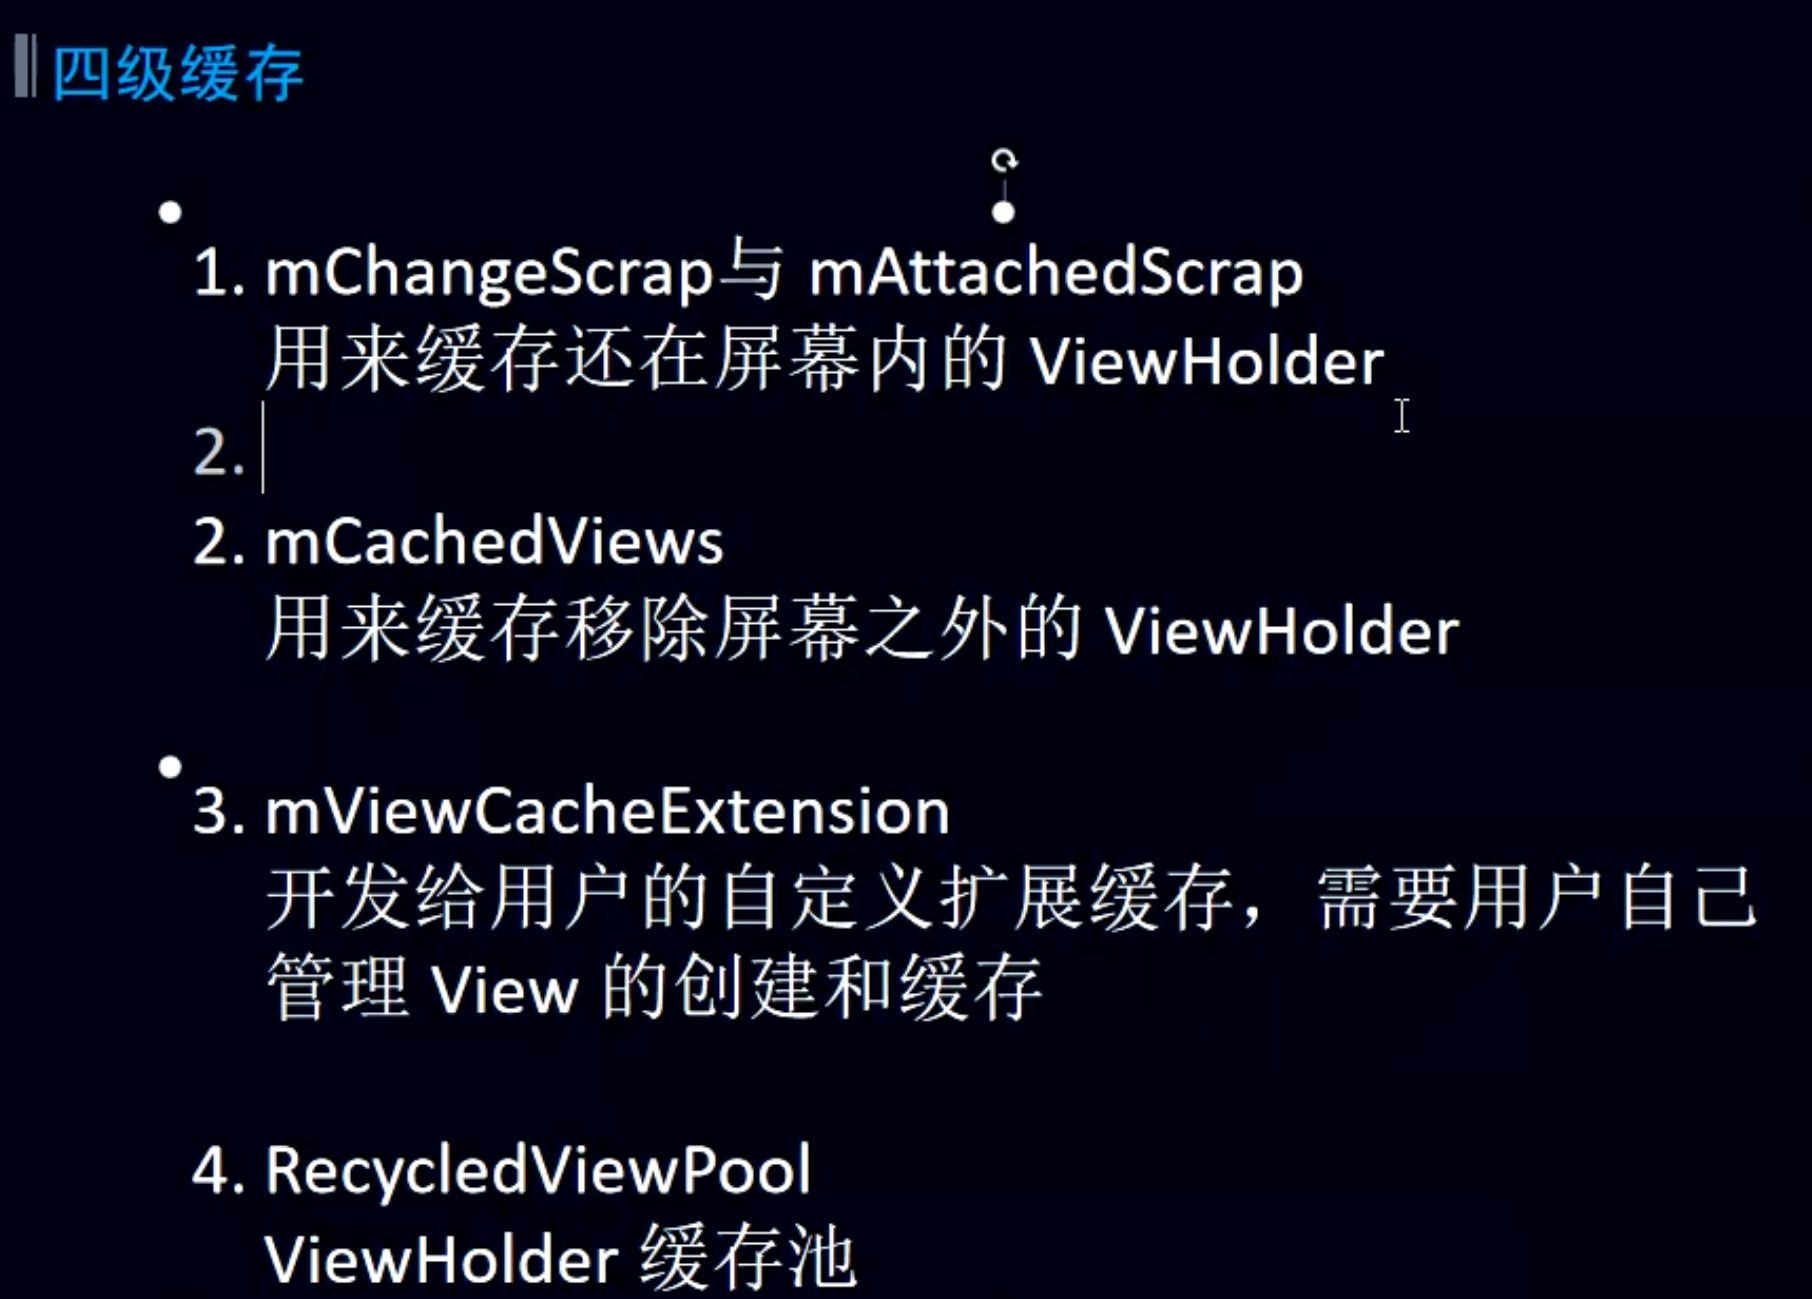 四级缓存
1. mChangeScrap与 mAttachedScrap
用来缓存还在屏幕内的 ViewHolder
2.
2. mCachedViews
用来缓存移除屏幕之外的 ViewHolder
3. mViewCacheExtension
开发给用户的自定义扩展缓存，需要用户自己
管理 View 的创建和缓存
4. RecycledViewPool
ViewHolder 缓存池